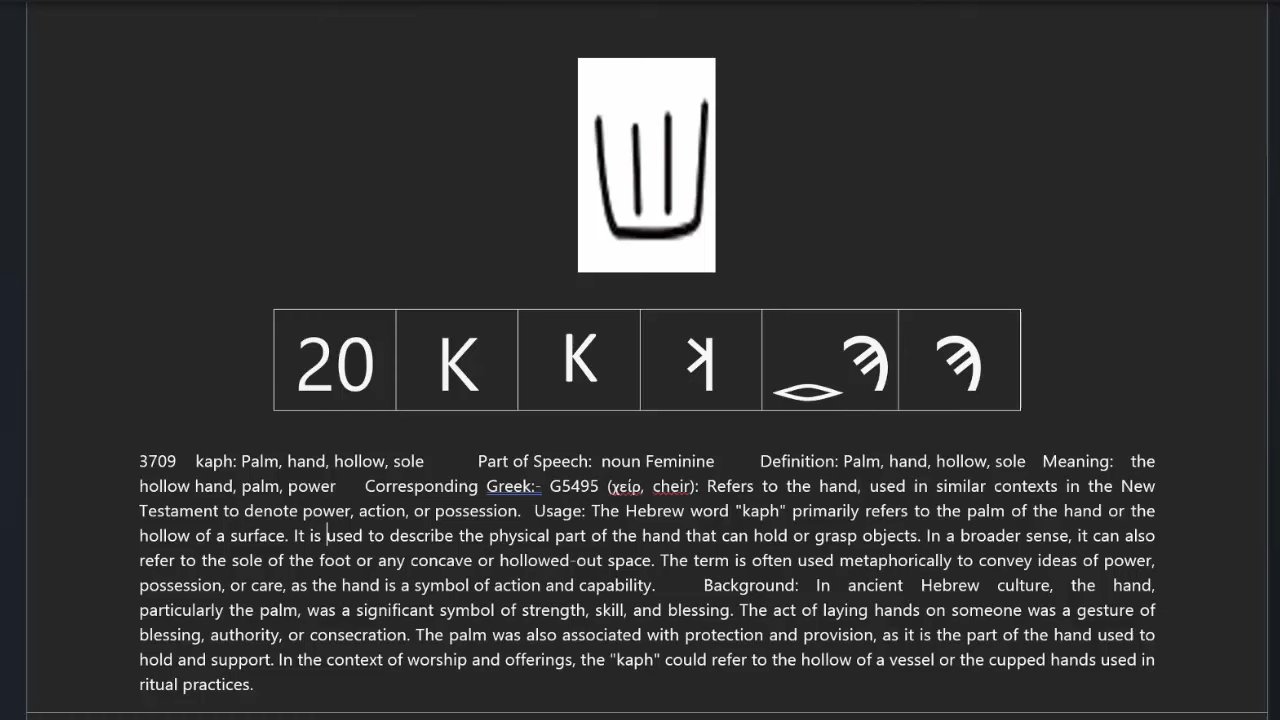 20 K K 𐤊 𐤊 𐤊
3709 kaph: Palm, hand, hollow, sole Part of Speech: noun Feminine Definition: Palm, hand, hollow, sole Meaning: the
hollow hand, palm, power Corresponding Greek:- G5495 (χείρ, cheir): Refers to the hand, used in similar contexts in the New
Testament to denote power, action, or possession. Usage: The Hebrew word "kaph" primarily refers to the palm of the hand or the
hollow of a surface. It is used to describe the physical part of the hand that can hold or grasp objects. In a broader sense, it can also
refer to the sole of the foot or any concave or hollowed-out space. The term is often used metaphorically to convey ideas of power,
possession, or care, as the hand is a symbol of action and capability. Background: In ancient Hebrew culture, the hand,
particularly the palm, was a significant symbol of strength, skill, and blessing. The act of laying hands on someone was a gesture of
blessing, authority, or consecration. The palm was also associated with protection and provision, as it is the part of the hand used to
hold and support. In the context of worship and offerings, the "kaph" could refer to the hollow of a vessel or the cupped hands used in
ritual practices.